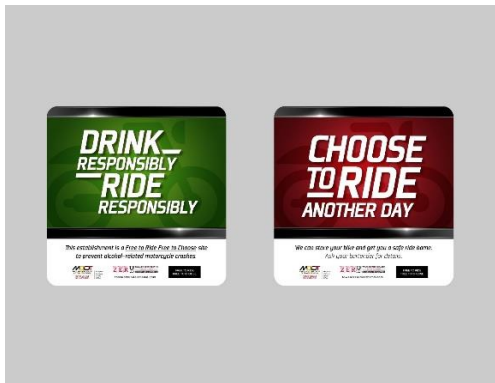 DRINK
RESPONSIBLY
RIDE
RESPONSIBLY
This establishment is a Free to Ride Free to Choose site
to prevent alcohol-related motorcycle crashes.
ZERO
CHOOSE
TO RIDE
ANOTHER DAY
We can store your bike and get you a safe ride home.
Ask your bartender for details.
ZERO